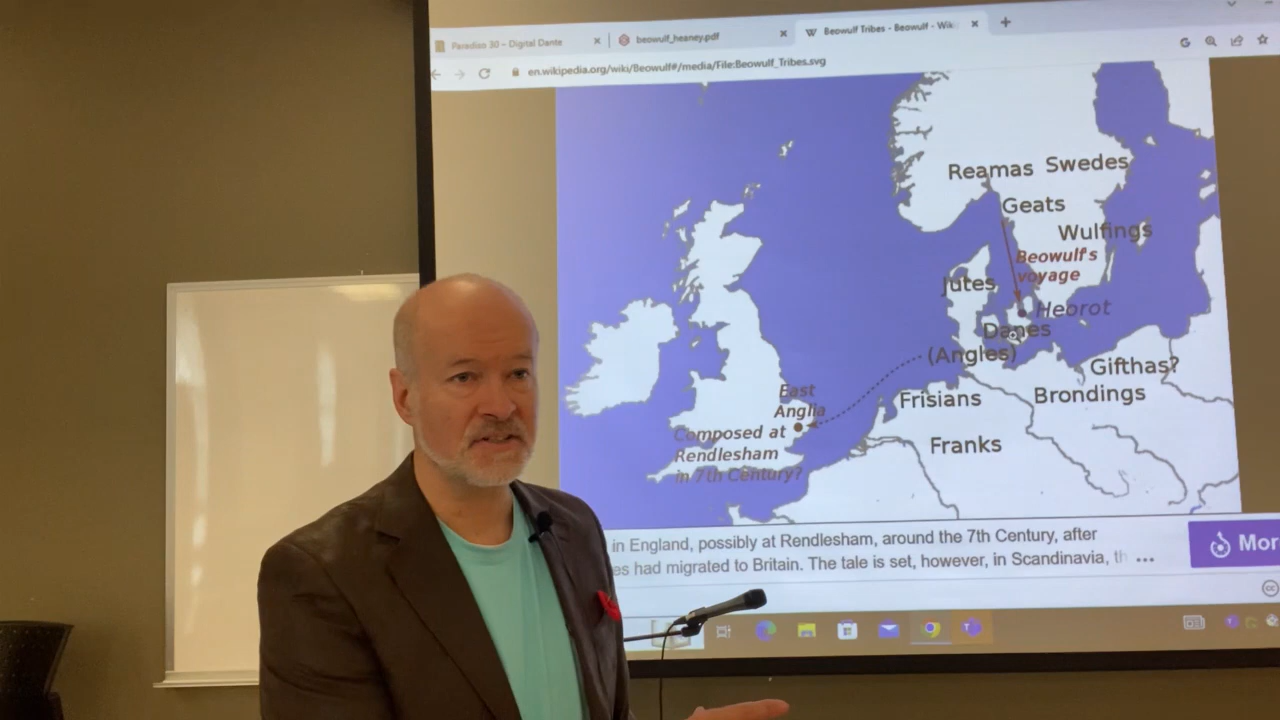 Paradiso 30 – Digital Dante
beowulf_heaney.pdf
Beowulf Tribes - Beowulf - Wik
en.wikipedia.org/wiki/Beowulf#/media/File:Beowulf_Tribes.svg
Reamas Swedes
Geats
Wulfings
Beowulf's
voyage
Jutes
Heorot
Danes
(Angles)
Gifthas?
East
Anglia
Frisians
Brondings
Composed at
Rendlesham
in 7th Century?
Franks
in England, possibly at Rendlesham, around the 7th Century, after
es had migrated to Britain. The tale is set, however, in Scandinavia, th ...
Mor